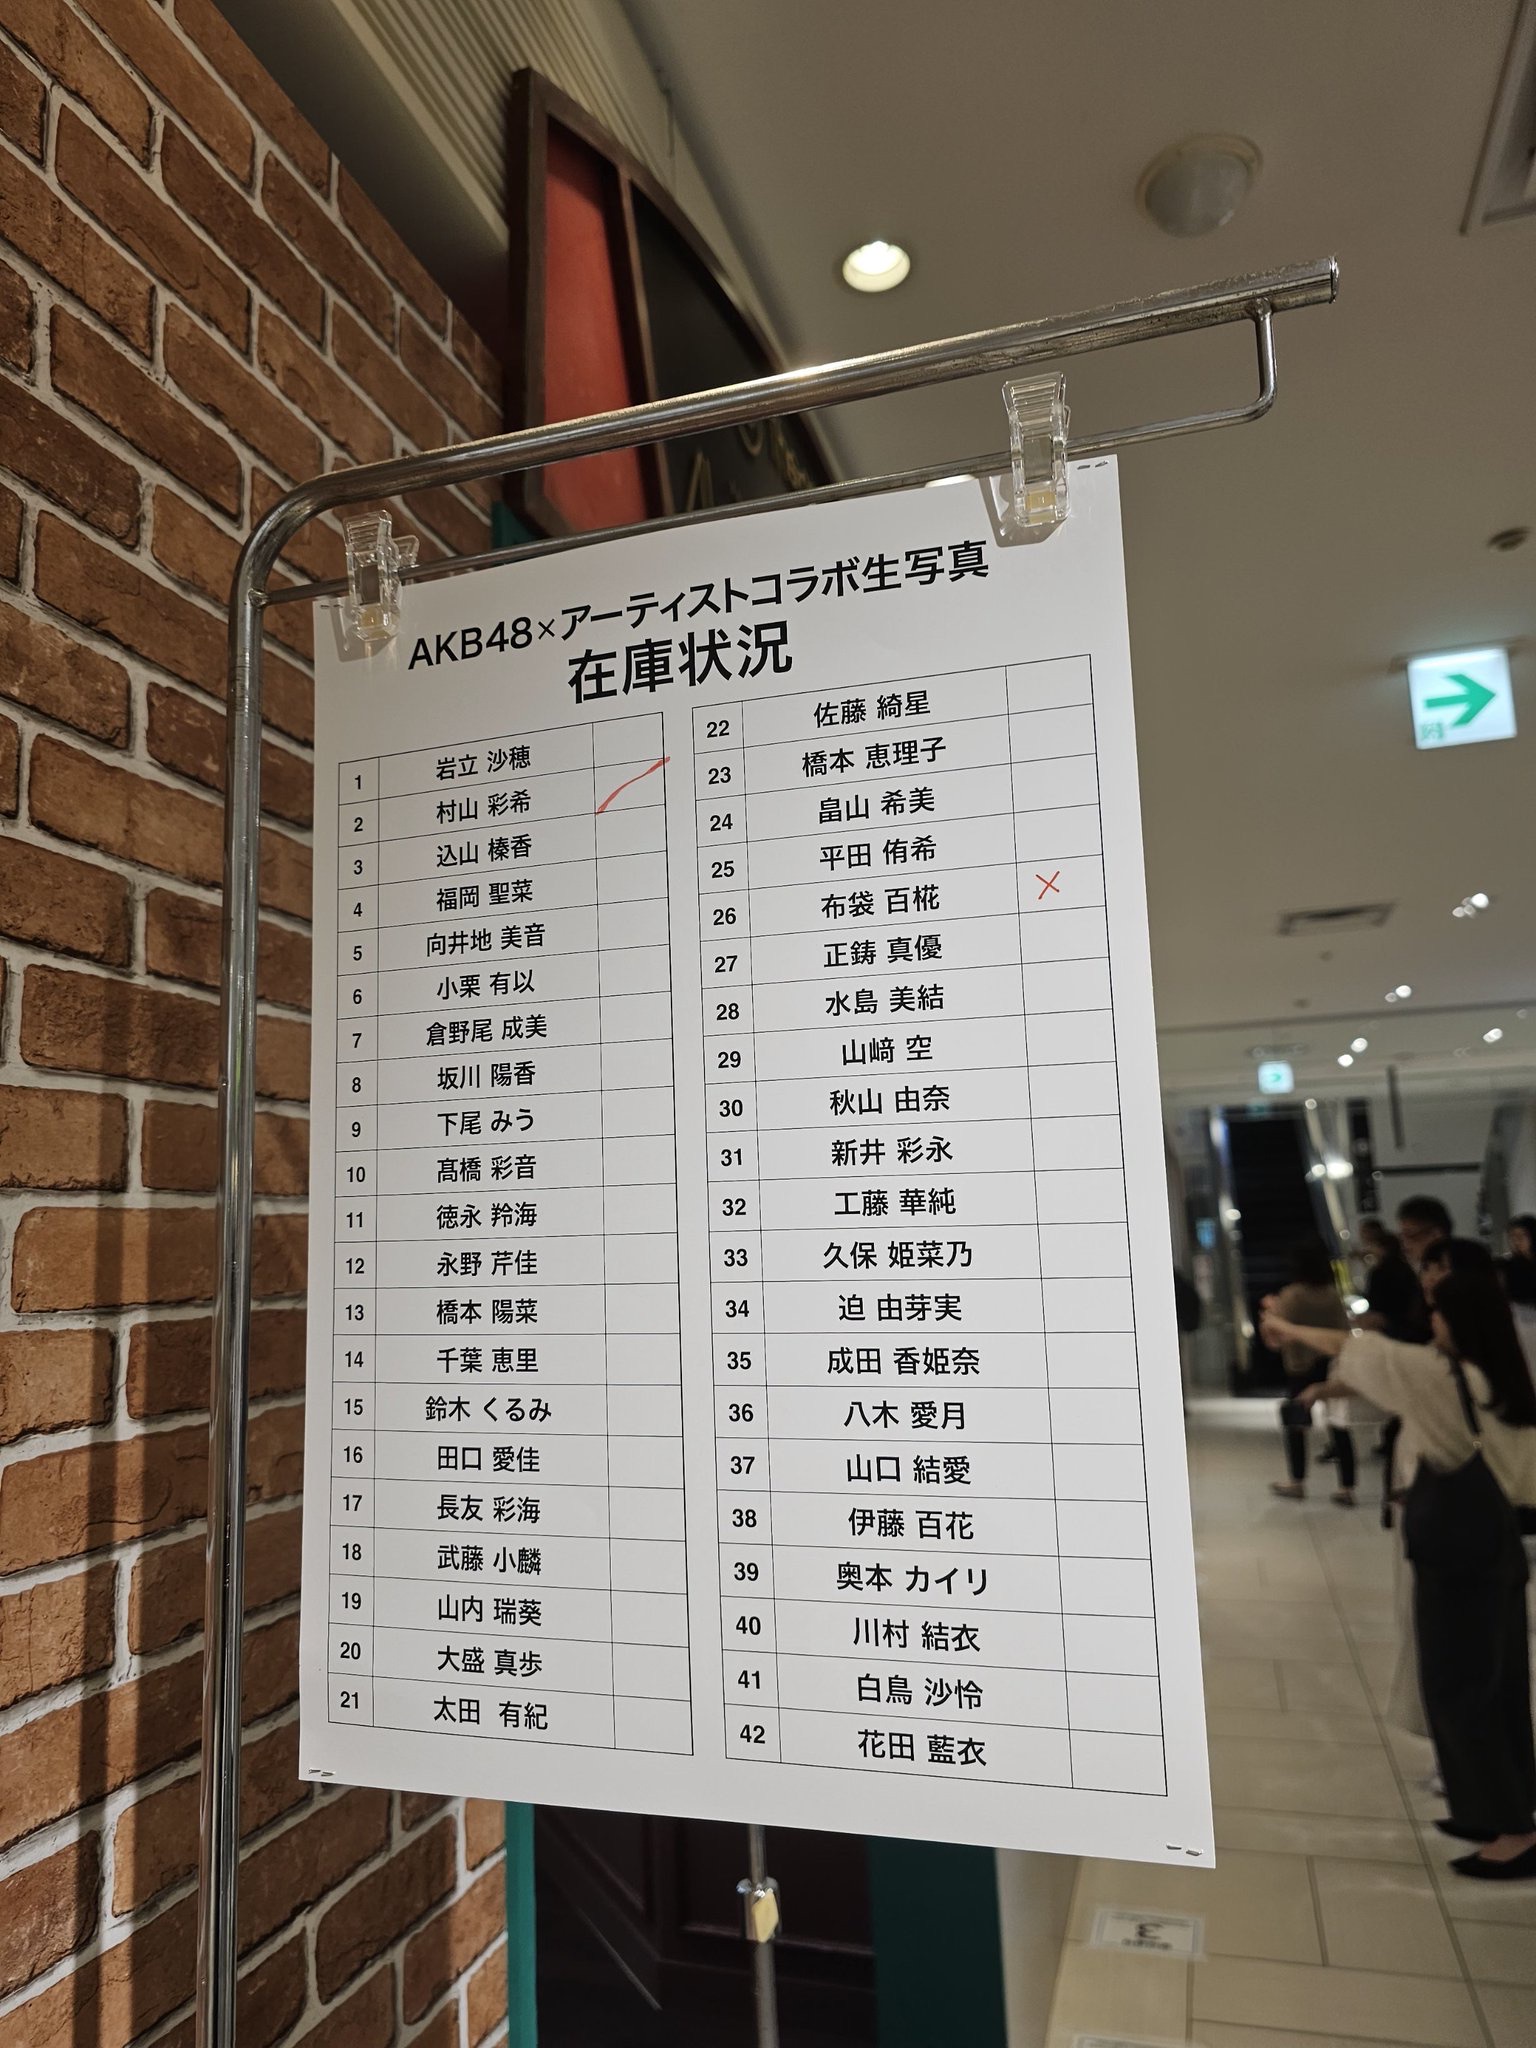 AKB48×アーティストコラボ生写真
在庫状況
1 岩立 沙穂
2 村山 彩希
3 込山 榛香
4 福岡 聖菜
5 向井地 美音
6 小栗 有以
7 倉野尾 成美
8 坂川 陽香
9 下尾 みう
10 髙橋 彩音
11 徳永 羚海
12 永野 芹佳
13 橋本 陽菜
14 千葉 恵里
15 鈴木 くるみ
16 田口 愛佳
17 長友 彩海
18 武藤 小麟
19 山内 瑞葵
20 大盛 真歩
21 太田 有紀
22 佐藤 綺星
23 橋本 恵理子
24 畠山 希美
25 平田 侑希
26 布袋 百椛 ×
27 正鋳 真優
28 水島 美結
29 山﨑 空
30 秋山 由奈
31 新井 彩永
32 工藤 華純
33 久保 姫菜乃
34 迫 由芽実
35 成田 香姫奈
36 八木 愛月
37 山口 結愛
38 伊藤 百花
39 奥本 カイリ
40 川村 結衣
41 白鳥 沙怜
42 花田 藍衣